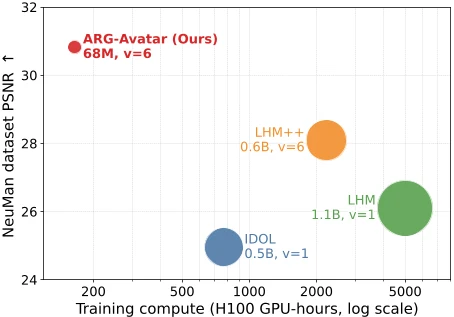 32
30
28
26
24
NeuMan dataset PSNR ↑
ARG-Avatar (Ours)
68M, v=6
LHM++
0.6B, v=6
LHM
1.1B, v=1
IDOL
0.5B, v=1
200
500
1000
2000
5000
Training compute (H100 GPU-hours, log scale)